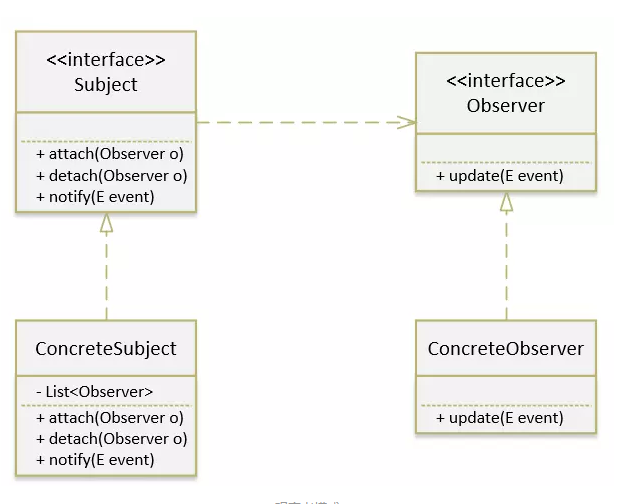 <<interface>>
Subject
+ attach(Observer o)
+ detach(Observer o)
+ notify(E event)
<<interface>>
Observer
+ update(E event)
ConcreteSubject
- List<Observer>
+ attach(Observer o)
+ detach(Observer o)
+ notify(E event)
ConcreteObserver
+ update(E event)